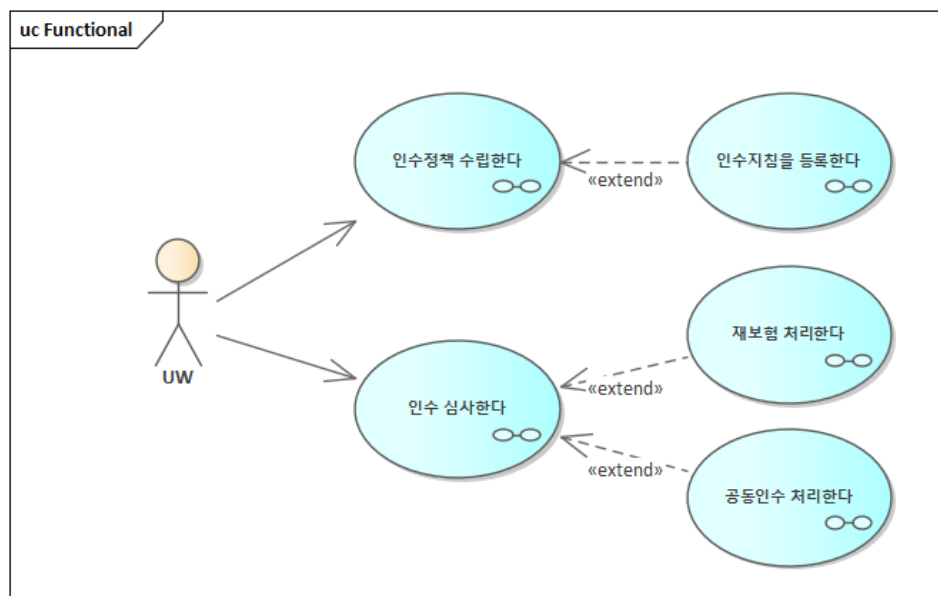 uc Functional
인수정책 수립한다
«extend»
인수지침을 등록한다
UW
인수 심사한다
«extend»
재보험 처리한다
«extend»
공동인수 처리한다